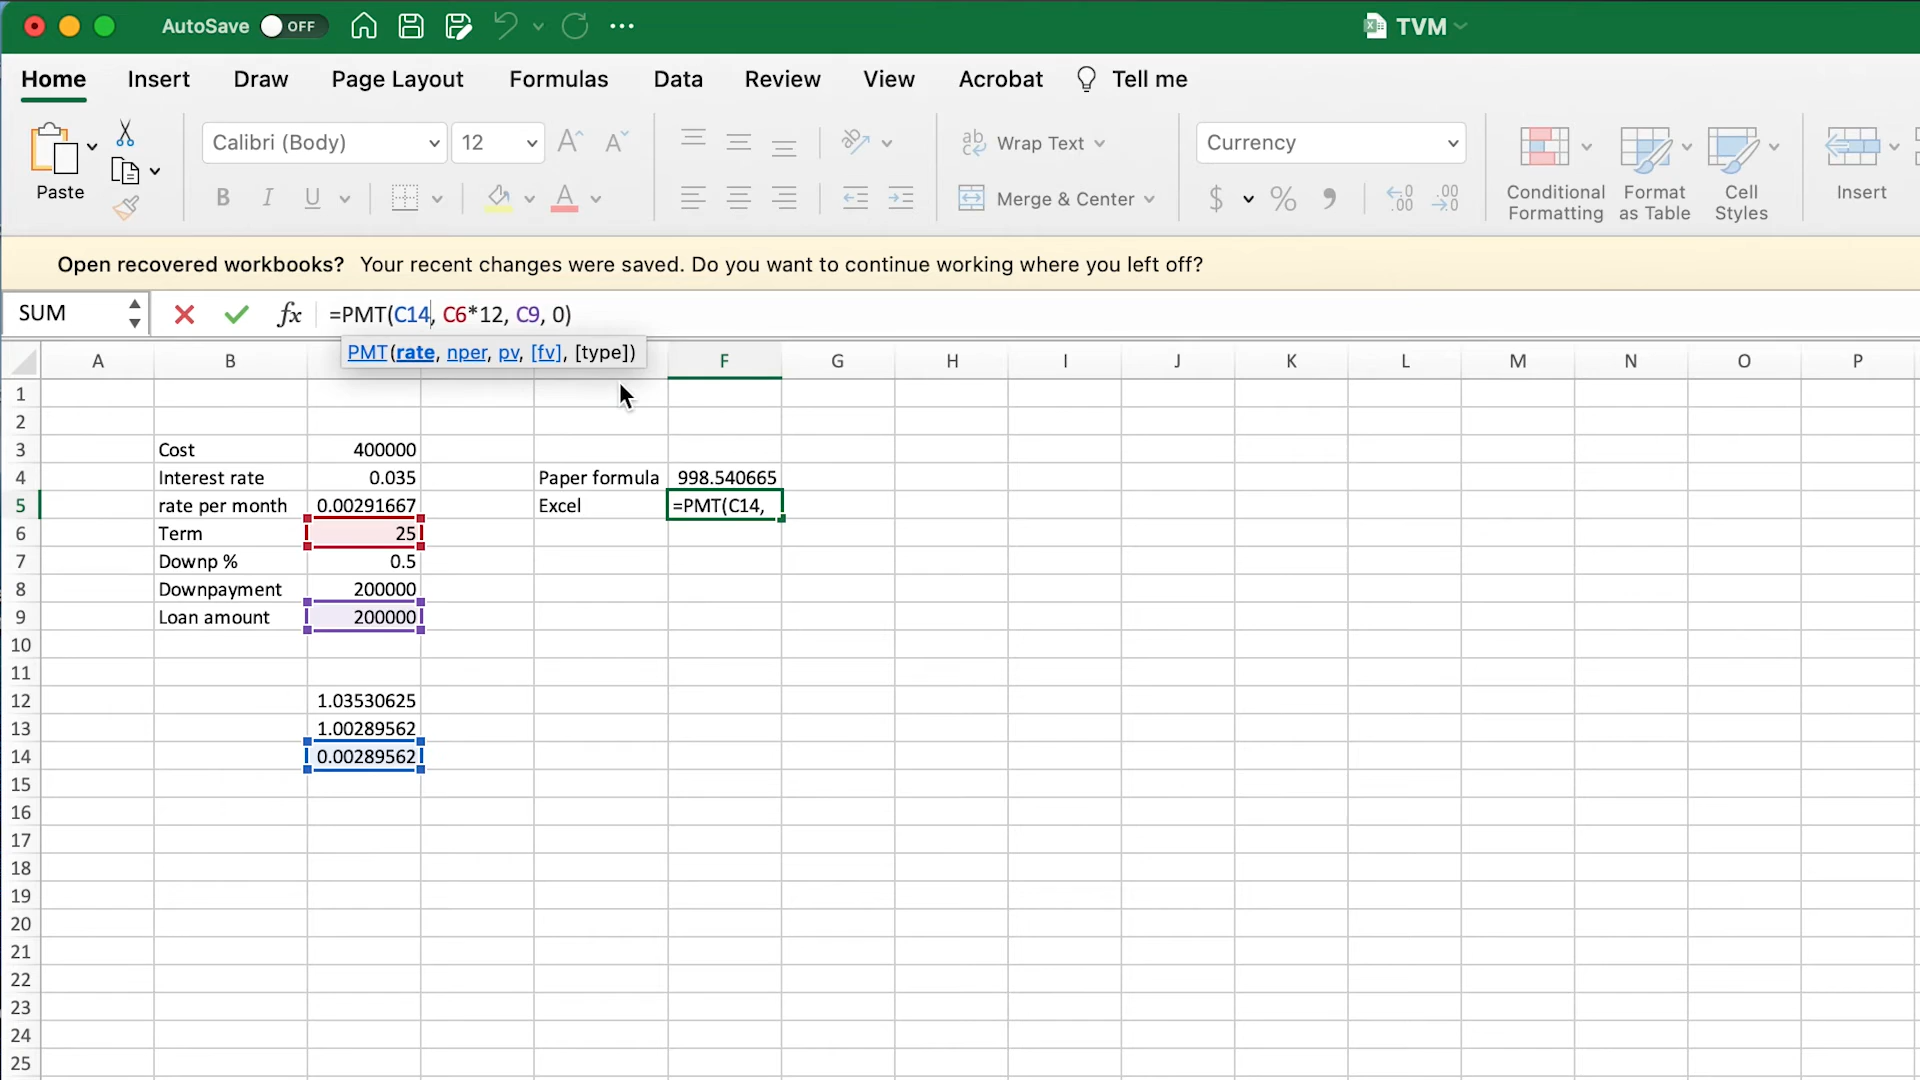 AutoSave OFF TVM
Home Insert Draw Page Layout Formulas Data Review View Acrobat Tell me
Paste
Calibri (Body) 12
B I U
Wrap Text
Merge & Center
Currency
$ % 
Conditional Formatting
Format as Table
Cell Styles
Insert
Open recovered workbooks? Your recent changes were saved. Do you want to continue working where you left off?
SUM fx =PMT(C14, C6*12, C9, 0)
PMT(rate, nper, pv, [fv], [type])
A B F G H I J K L M N O P
1
2
3 Cost 400000
4 Interest rate 0.035 Paper formula 998.540665
5 rate per month 0.00291667 Excel =PMT(C14,
6 Term 25
7 Downp % 0.5
8 Downpayment 200000
9 Loan amount 200000
10
11
12 1.03530625
13 1.00289562
14 0.00289562
15
16
17
18
19
20
21
22
23
24
25